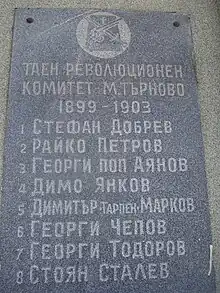 ТАЕН РЕВОЛЮЦИОНЕН
КОМИТЕТ М.ТЪРНОВО
1899-1903
1 СТЕФАН ДОБРЕВ
2 РАЙКО ПЕТРОВ
3 ГЕОРГИ ПОП АЯНОВ
4 ДИМО ЯНКОВ
5 ДИМИТЪР-ТАРПЕН-МАРКОВ
6 ГЕОРГИ ЧЕПОВ
7 ГЕОРГИ ТОДОРОВ
8 СТОЯН СТАЛЕВ